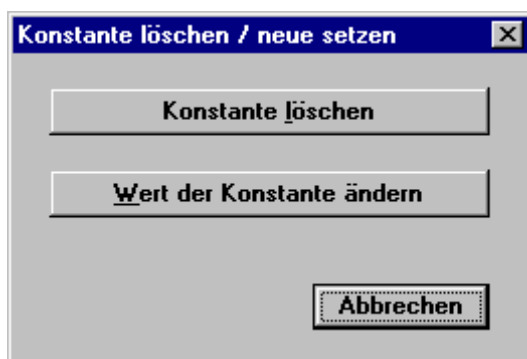 Konstante löschen / neue setzen
Konstante löschen
Wert der Konstante ändern
Abbrechen